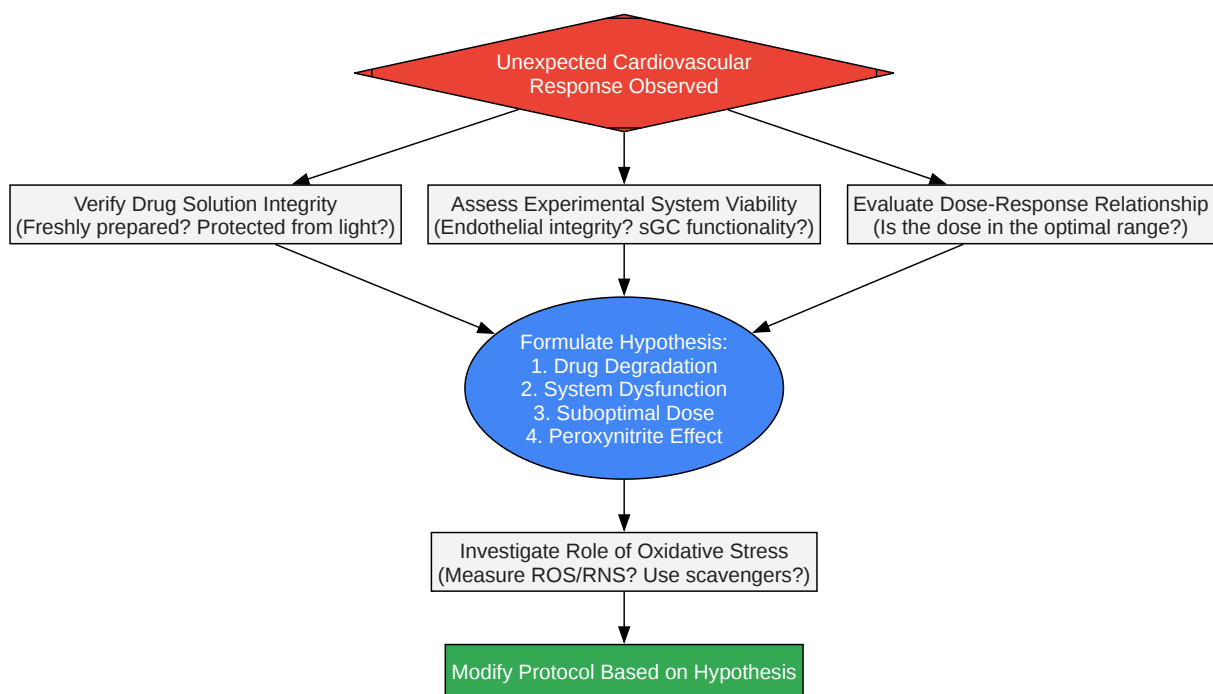 Unexpected Cardiovascular
Response Observed
Verify Drug Solution Integrity
(Freshly prepared? Protected from light?)
Assess Experimental System Viability
(Endothelial integrity? sGC functionality?)
Evaluate Dose-Response Relationship
(Is the dose in the optimal range?)
Formulate Hypothesis:
1. Drug Degradation
2. System Dysfunction
3. Suboptimal Dose
4. Peroxynitrite Effect
Investigate Role of Oxidative Stress
(Measure ROS/RNS? Use scavengers?)
Modify Protocol Based on Hypothesis